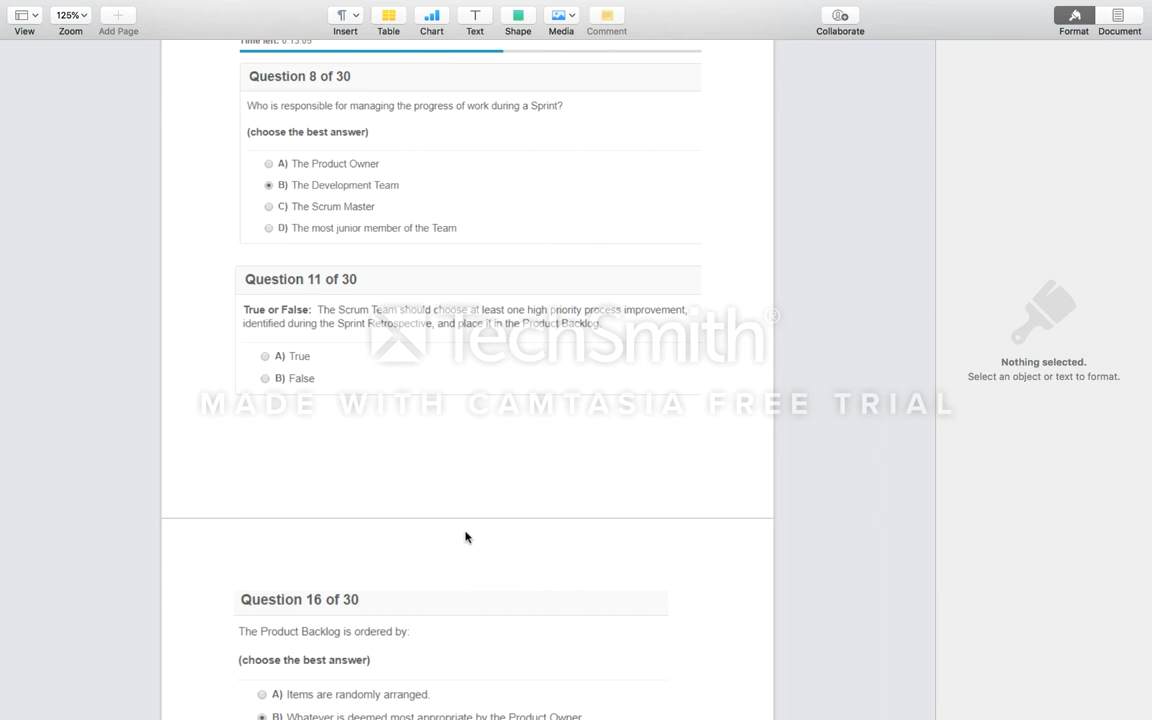 125%
View
Zoom
Add Page
Insert
Table
Chart
Text
Shape
Media
Comment
Collaborate
Format
Document
Time left: 0:13:05
Question 8 of 30
Who is responsible for managing the progress of work during a Sprint?
(choose the best answer)
A) The Product Owner
B) The Development Team
C) The Scrum Master
D) The most junior member of the Team
Question 11 of 30
True or False: The Scrum Team should choose at least one high priority process improvement,
identified during the Sprint Retrospective, and place it in the Product Backlog.
A) True
B) False
TechSmith®
MADE WITH CAMTASIA FREE TRIAL
Nothing selected.
Select an object or text to format.
Question 16 of 30
The Product Backlog is ordered by:
(choose the best answer)
A) Items are randomly arranged.
B) Whatever is deemed most appropriate by the Product Owner